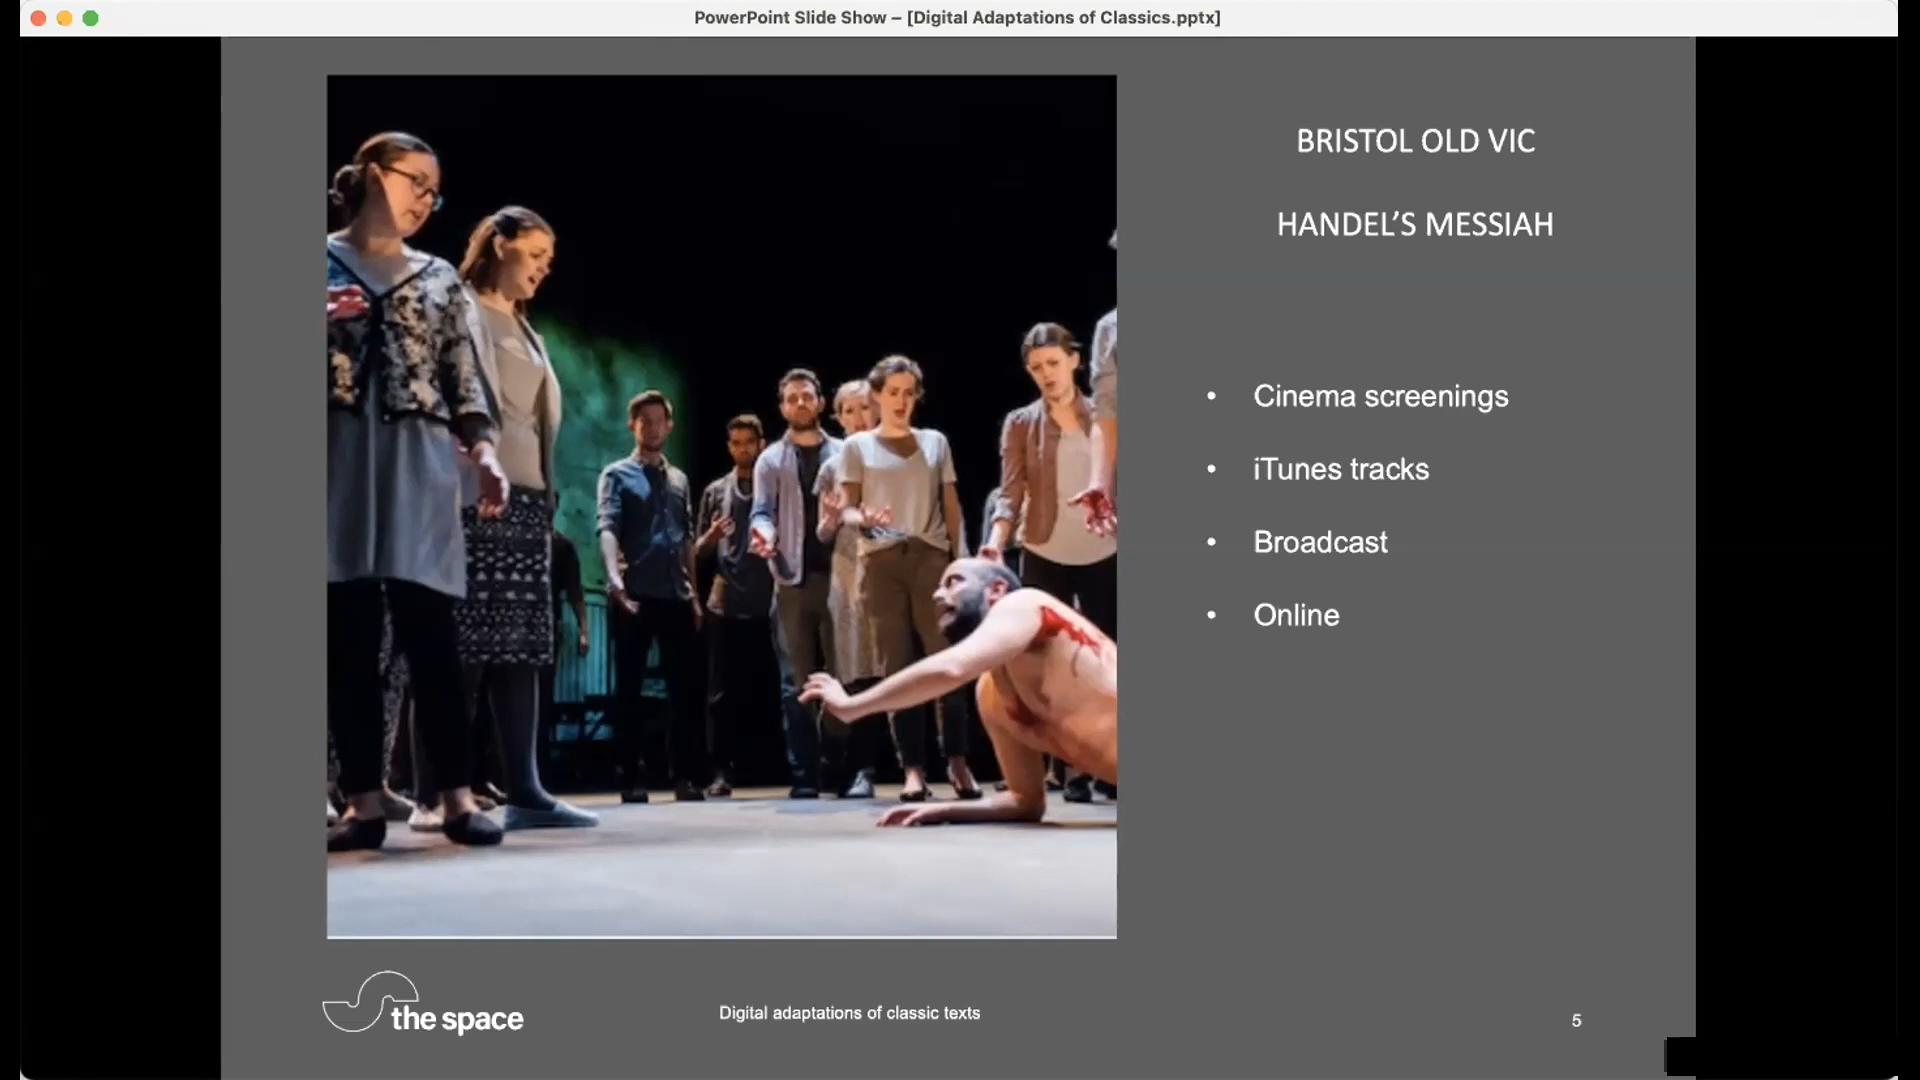 PowerPoint Slide Show – [Digital Adaptations of Classics.pptx]
BRISTOL OLD VIC
HANDEL’S MESSIAH
• Cinema screenings
• iTunes tracks
• Broadcast
• Online
the space
Digital adaptations of classic texts
5